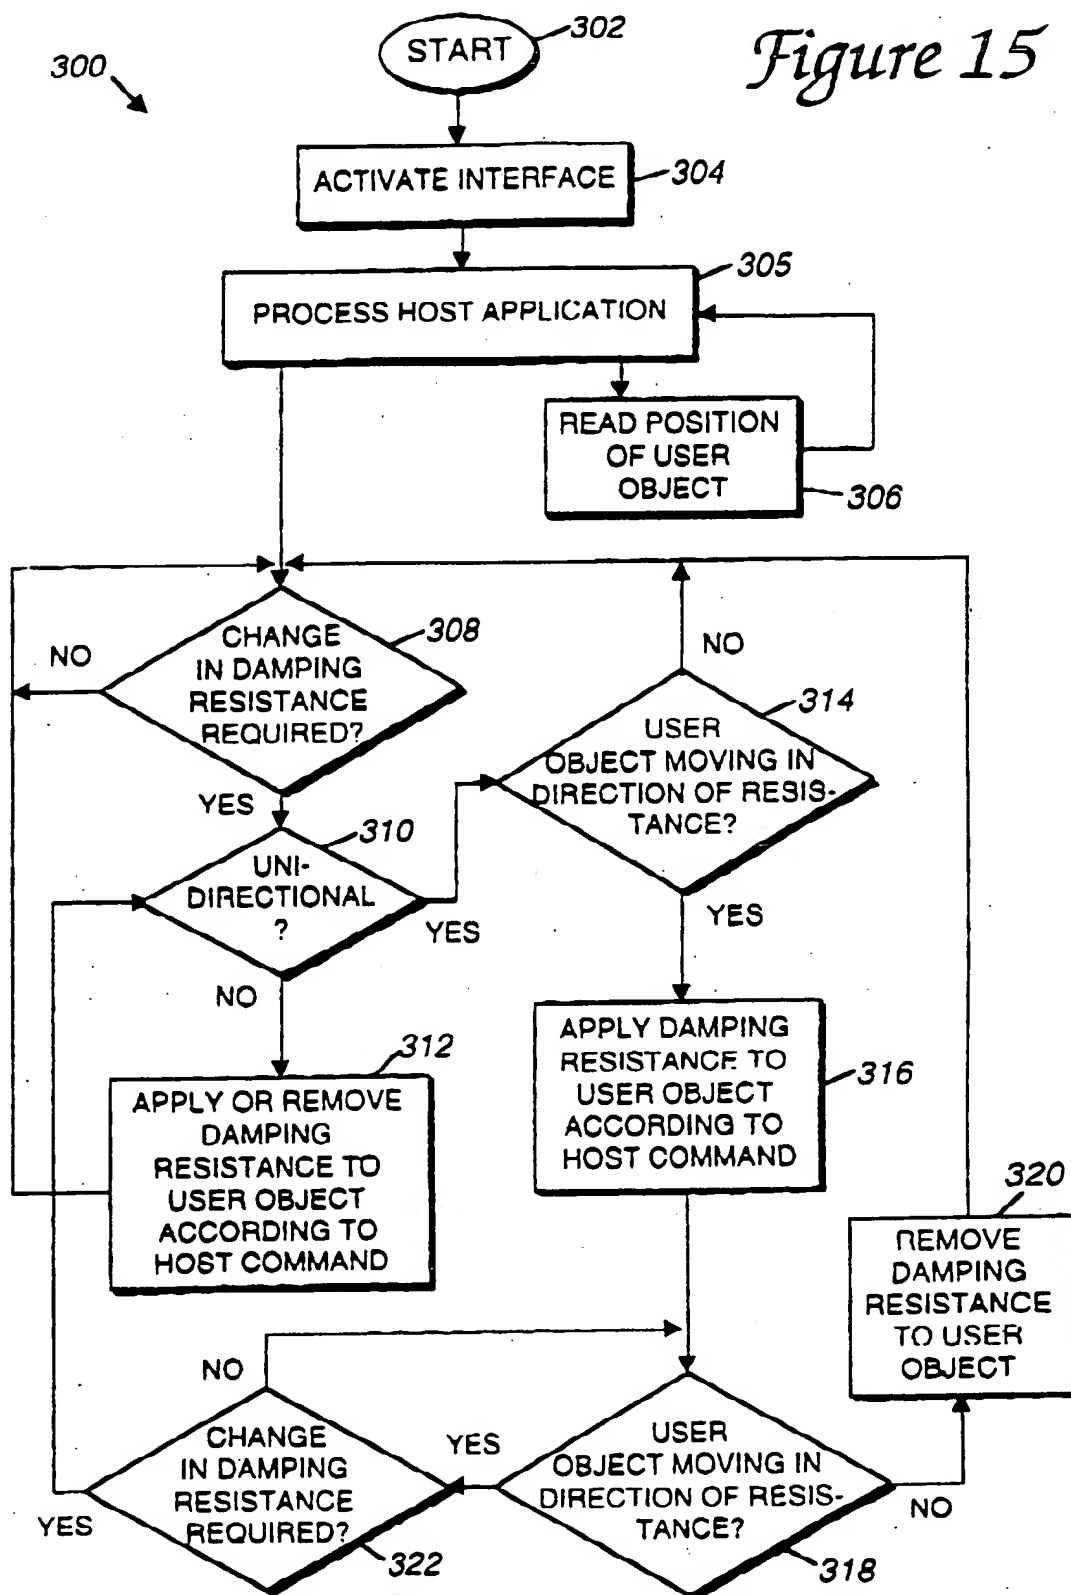 302
START
Figure 15
300
ACTIVATE INTERFACE
304
305
PROCESS HOST APPLICATION
READ POSITION
OF USER
OBJECT
306
308
CHANGE
IN DAMPING
RESISTANCE
REQUIRED?
NO
YES
NO
314
USER
OBJECT MOVING IN
DIRECTION OF RESIS-
TANCE?
YES
310
UNI-
DIRECTIONAL
?
YES
NO
312
APPLY OR REMOVE
DAMPING
RESISTANCE TO
USER OBJECT
ACCORDING TO
HOST COMMAND
APPLY DAMPING
RESISTANCE TO
USER OBJECT
ACCORDING TO
HOST COMMAND
316
320
REMOVE
DAMPING
RESISTANCE
TO USER
OBJECT
NO
CHANGE
IN DAMPING
RESISTANCE
REQUIRED?
YES
322
YES
USER
OBJECT MOVING IN
DIRECTION OF RESIS-
TANCE?
NO
318